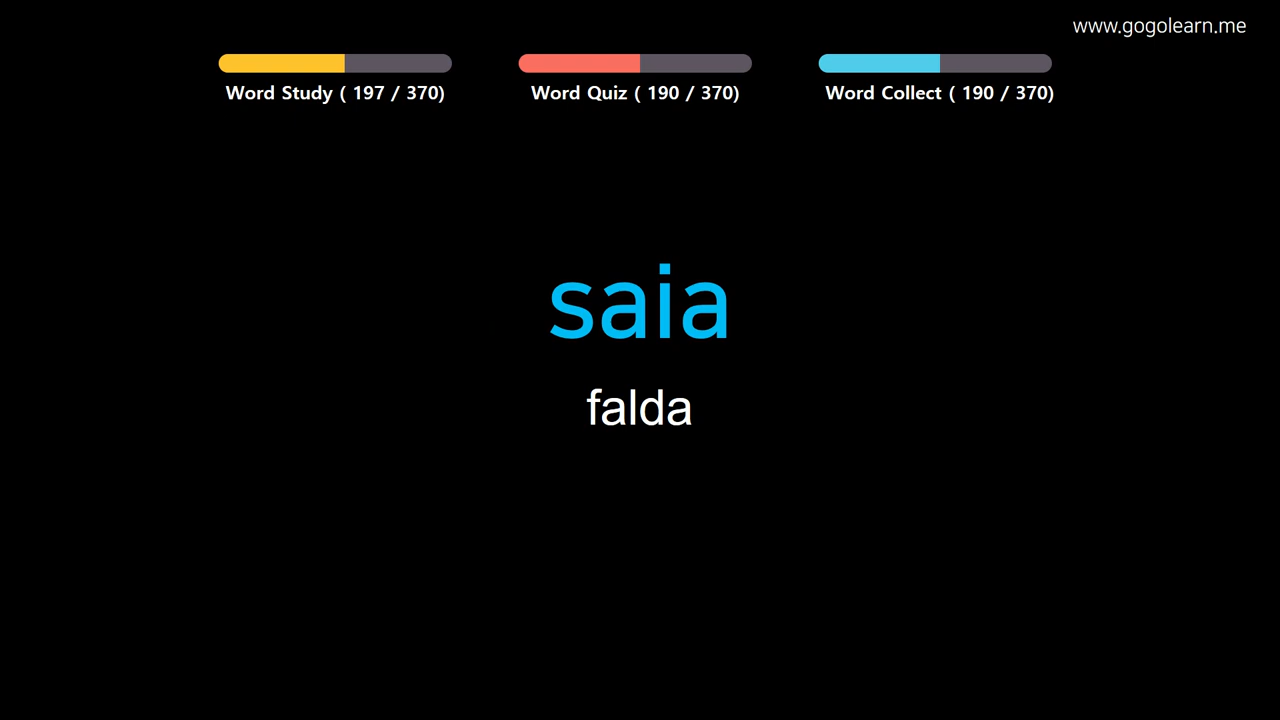 www.gogolearn.me
Word Study ( 197 / 370)
Word Quiz ( 190 / 370)
Word Collect ( 190 / 370)
saia
falda